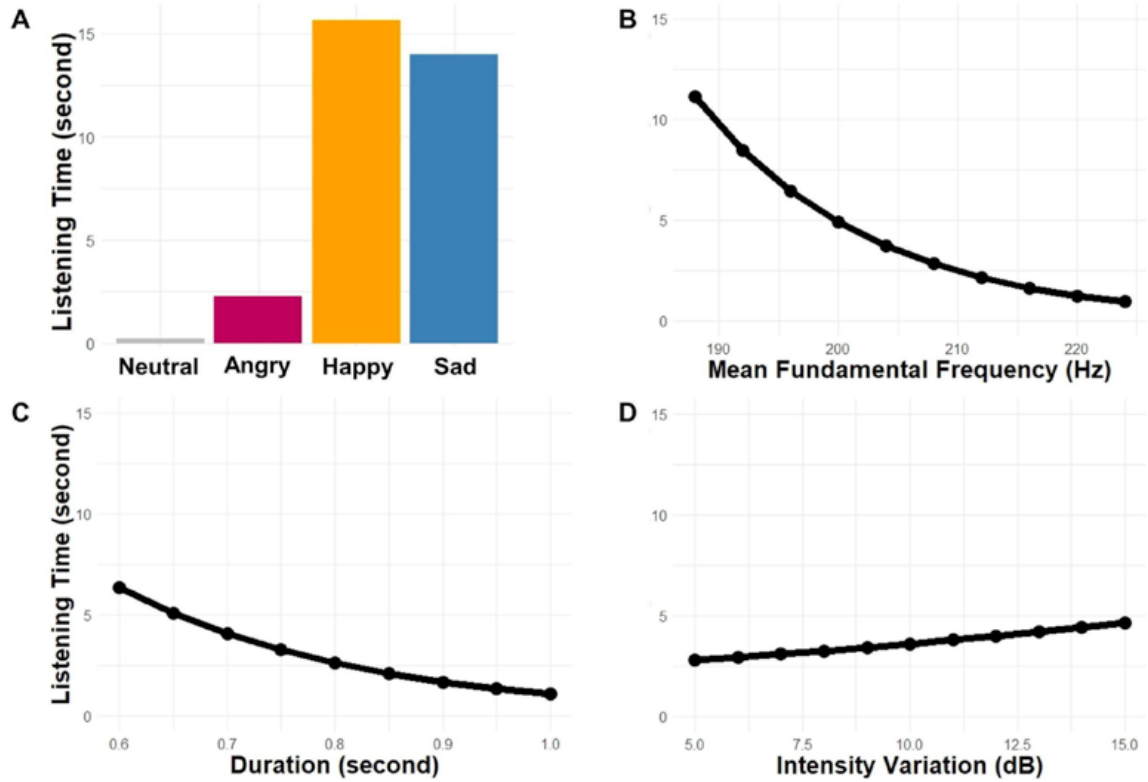 A
Listening Time (second)
15
10
5
0
Neutral Angry Happy Sad
B
15
10
5
0
190 200 210 220
Mean Fundamental Frequency (Hz)
C
Listening Time (second)
15
10
5
0
0.6 0.7 0.8 0.9 1.0
Duration (second)
D
15
10
5
0
5.0 7.5 10.0 12.5 15.0
Intensity Variation (dB)